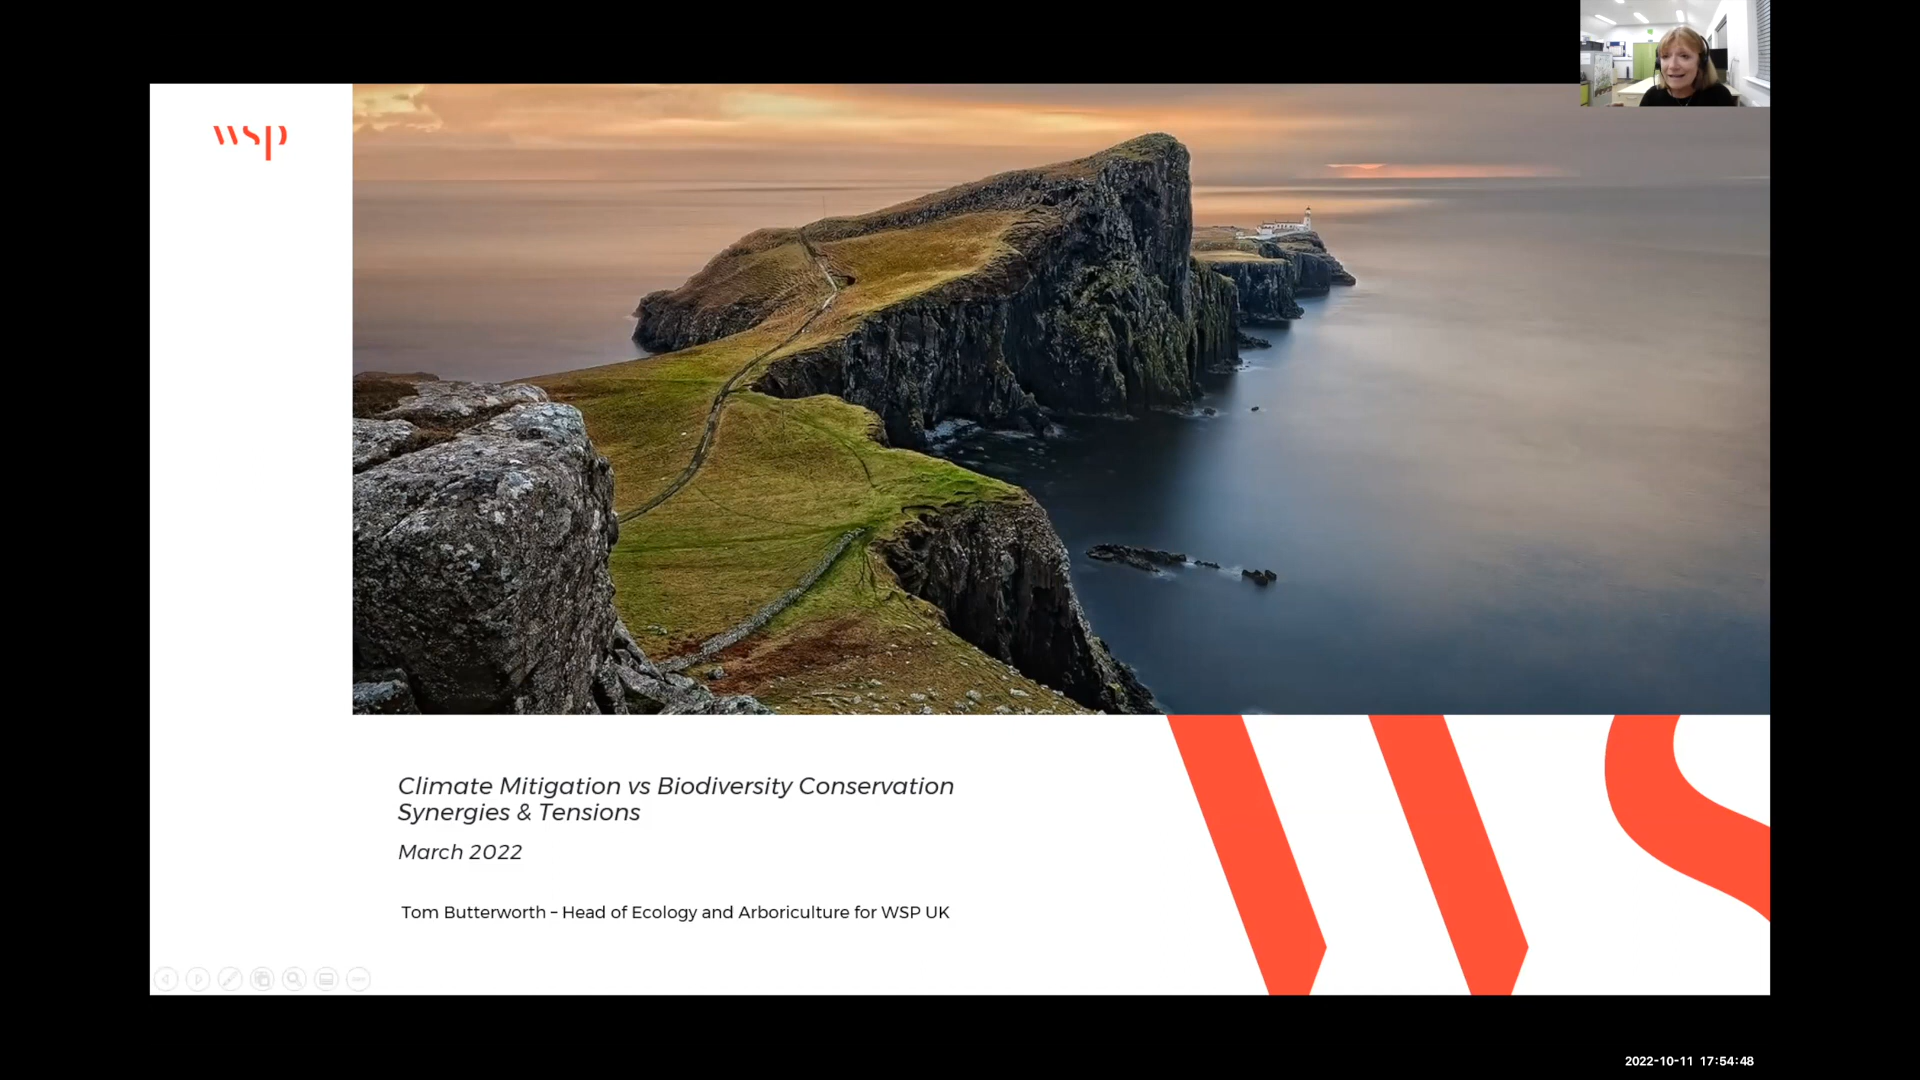 wsp
Climate Mitigation vs Biodiversity Conservation
Synergies & Tensions
March 2022
Tom Butterworth – Head of Ecology and Arboriculture for WSP UK
2022-10-11 17:54:48